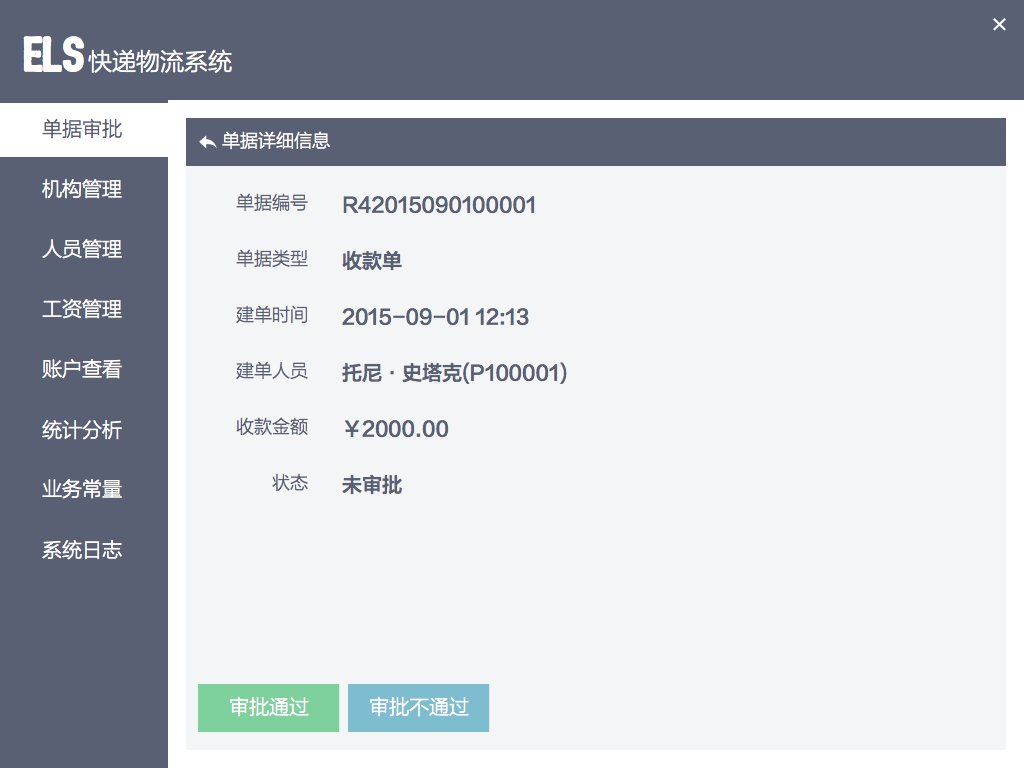 ELS 快递物流系统
单据审批
机构管理
人员管理
工资管理
账户查看
统计分析
业务常量
系统日志
单据详细信息
单据编号 R42015090100001
单据类型 收款单
建单时间 2015-09-01 12:13
建单人员 托尼·史塔克(P100001)
收款金额 ￥2000.00
状态 未审批
审批通过 审批不通过